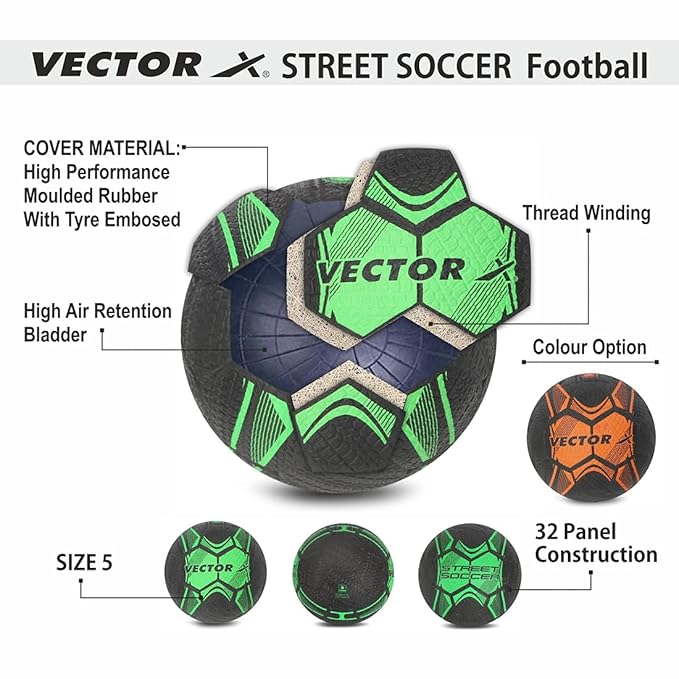 VECTOR X® STREET SOCCER Football
COVER MATERIAL:
High Performance
Moulded Rubber
With Tyre Embosed
Thread Winding
VECTOR X
High Air Retention
Bladder
Colour Option
VECTOR X
32 Panel
Construction
SIZE 5
VECTOR X
STREET
SOCCER